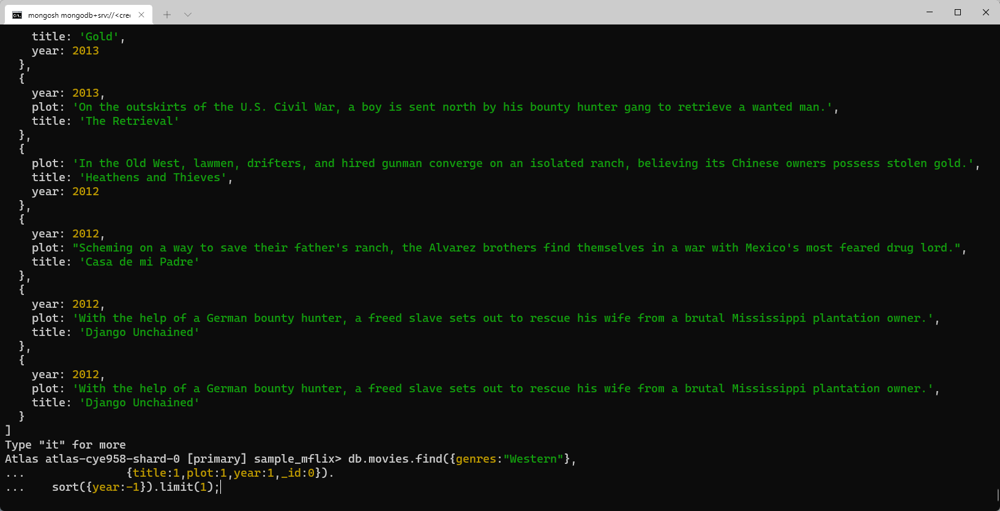 mongosh mongodb+srv://<cre
title: 'Gold',
year: 2013
},
{
year: 2013,
plot: 'On the outskirts of the U.S. Civil War, a boy is sent north by his bounty hunter gang to retrieve a wanted man.',
title: 'The Retrieval'
},
{
plot: 'In the Old West, lawmen, drifters, and hired gunman converge on an isolated ranch, believing its Chinese owners possess stolen gold.',
title: 'Heathens and Thieves',
year: 2012
},
{
year: 2012,
plot: "Scheming on a way to save their father's ranch, the Alvarez brothers find themselves in a war with Mexico's most feared drug lord.",
title: 'Casa de mi Padre'
},
{
year: 2012,
plot: 'With the help of a German bounty hunter, a freed slave sets out to rescue his wife from a brutal Mississippi plantation owner.',
title: 'Django Unchained'
},
{
year: 2012,
plot: 'With the help of a German bounty hunter, a freed slave sets out to rescue his wife from a brutal Mississippi plantation owner.',
title: 'Django Unchained'
}
]
Type "it" for more
Atlas atlas-cye958-shard-0 [primary] sample_mflix> db.movies.find({genres:"Western"},
... {title:1,plot:1,year:1,_id:0}).
... sort({year:-1}).limit(1);